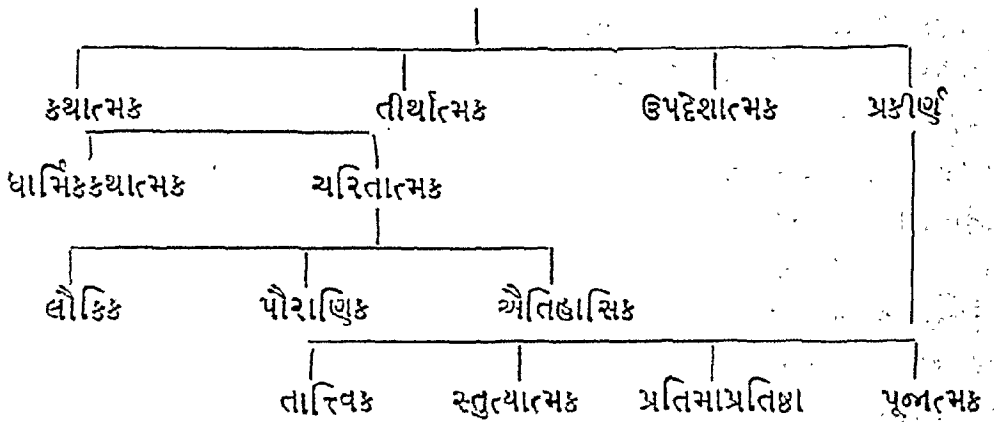 કથાત્મક તીર્થાત્મક ઉપદેશાત્મક પ્રકીર્ણ
ધાર્મિકકથાત્મક ચરિતાત્મક
લૌકિક પૌરાણિક ઐતિહાસિક
તાત્ત્વિક સ્તુત્યાત્મક પ્રતિમાપ્રતિષ્ઠા પૂજાત્મક